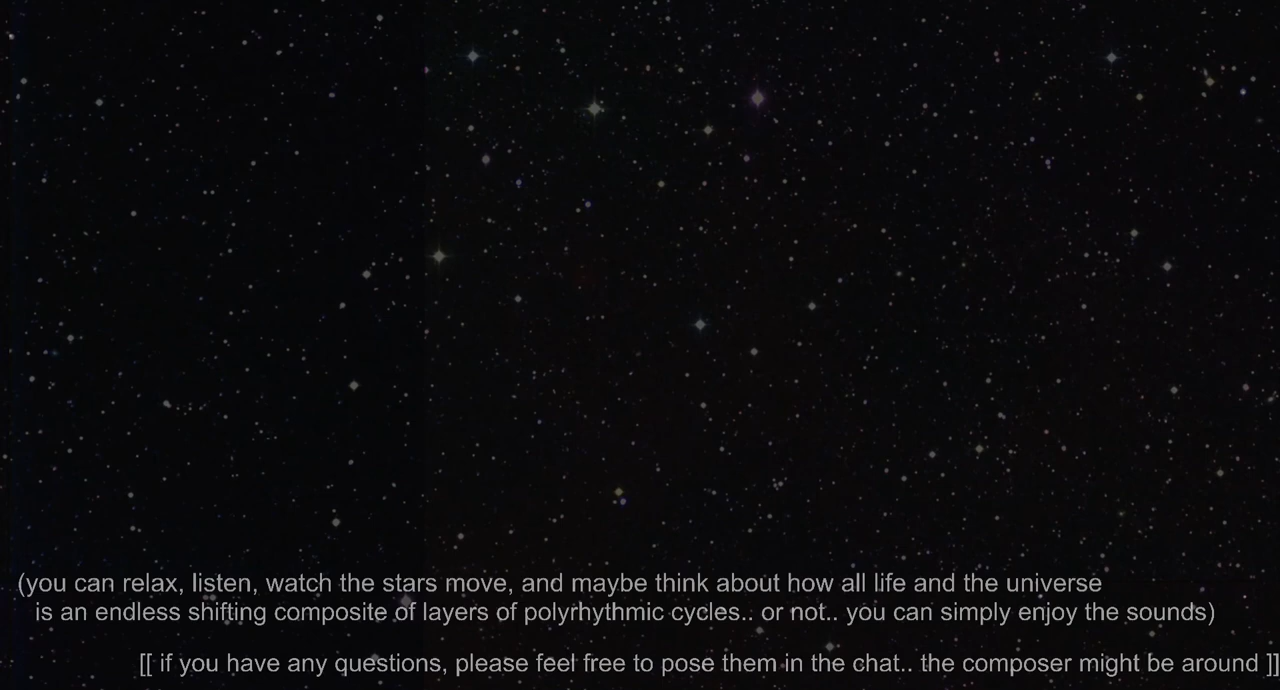 (you can relax, listen, watch the stars move, and maybe think about how all life and the universe
is an endless shifting composite of layers of polyrhythmic cycles.. or not.. you can simply enjoy the sounds)
[[ if you have any questions, please feel free to pose them in the chat.. the composer might be around ]]